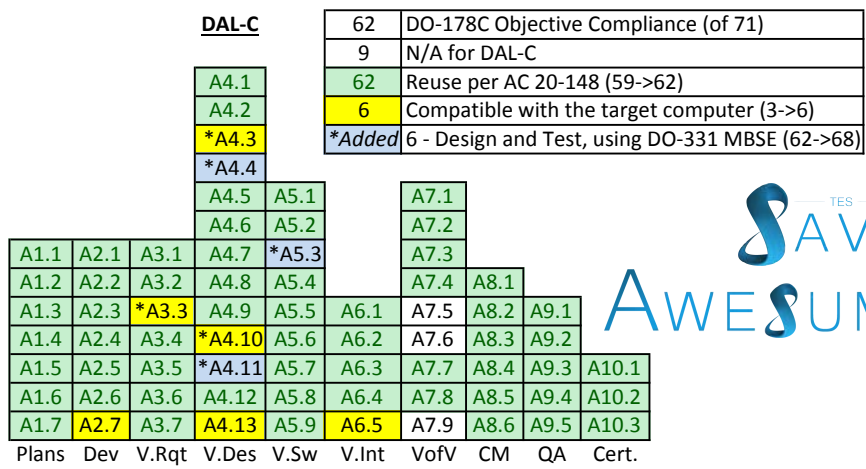 DAL-C 62 DO-178C Objective Compliance (of 71)
9 N/A for DAL-C
A4.1 62 Reuse per AC 20-148 (59->62)
A4.2 6 Compatible with the target computer (3->6)
*A4.3 *Added 6 - Design and Test, using DO-331 MBSE (62->68)
*A4.4
A4.5 A5.1 A7.1
A4.6 A5.2 A7.2
A1.1 A2.1 A3.1 A4.7 *A5.3 A7.3
A1.2 A2.2 A3.2 A4.8 A5.4 A7.4 A8.1
A1.3 A2.3 *A3.3 A4.9 A5.5 A6.1 A7.5 A8.2 A9.1
A1.4 A2.4 A3.4 *A4.10 A5.6 A6.2 A7.6 A8.3 A9.2
A1.5 A2.5 A3.5 *A4.11 A5.7 A6.3 A7.7 A8.4 A9.3 A10.1
A1.6 A2.6 A3.6 A4.12 A5.8 A6.4 A7.8 A8.5 A9.4 A10.2
A1.7 A2.7 A3.7 A4.13 A5.9 A6.5 A7.9 A8.6 A9.5 A10.3
Plans Dev V.Rqt V.Des V.Sw V.Int VofV CM QA Cert.
TES
SAV
AWESUM